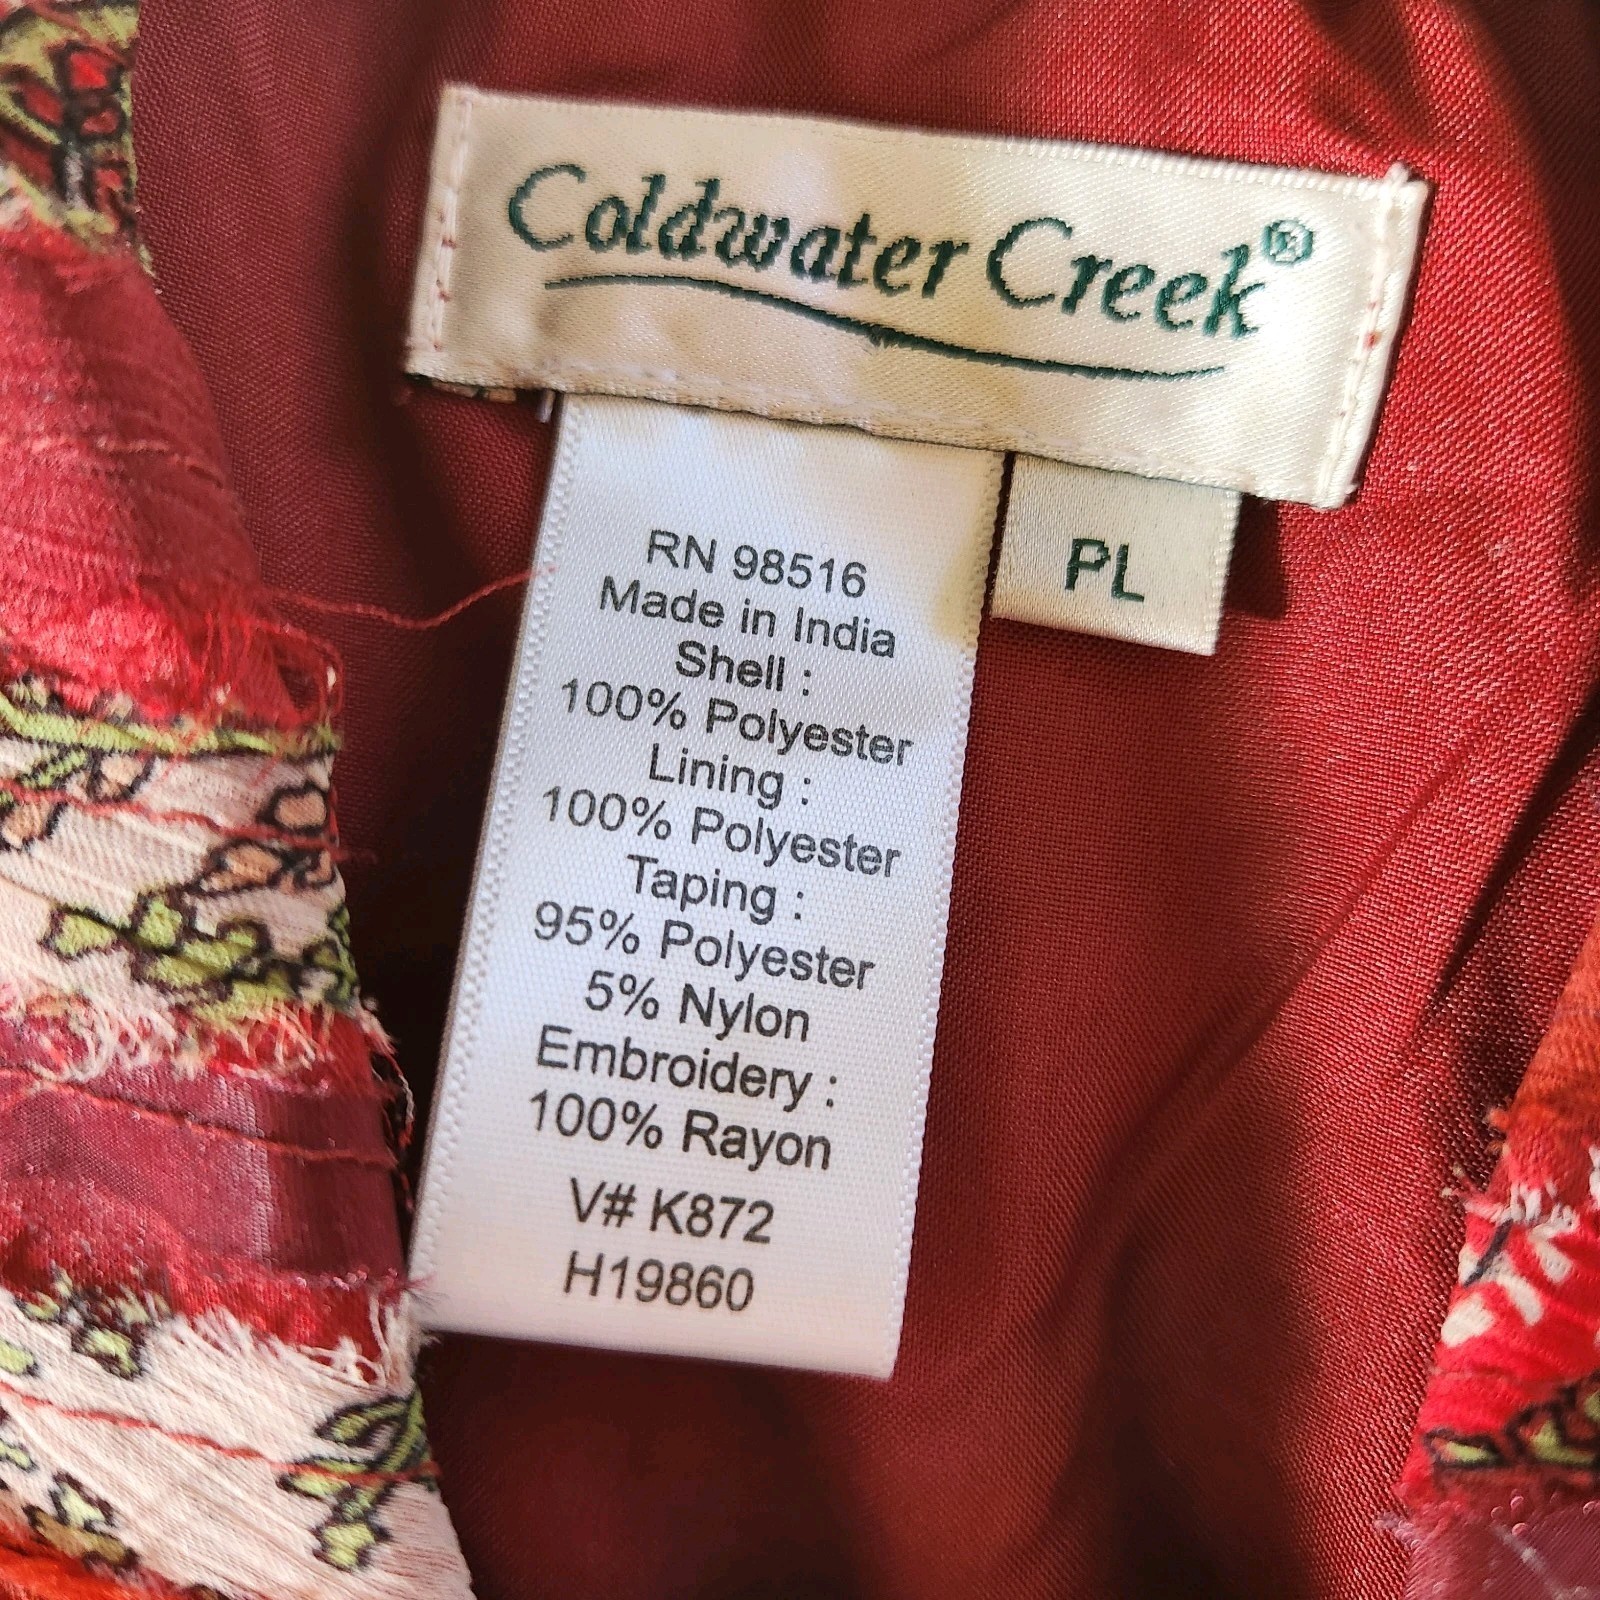 Coldwater Creek®
PL
RN 98516
Made in India
Shell :
100% Polyester
Lining :
100% Polyester
Taping :
95% Polyester
5% Nylon
Embroidery :
100% Rayon
V# K872
H19860